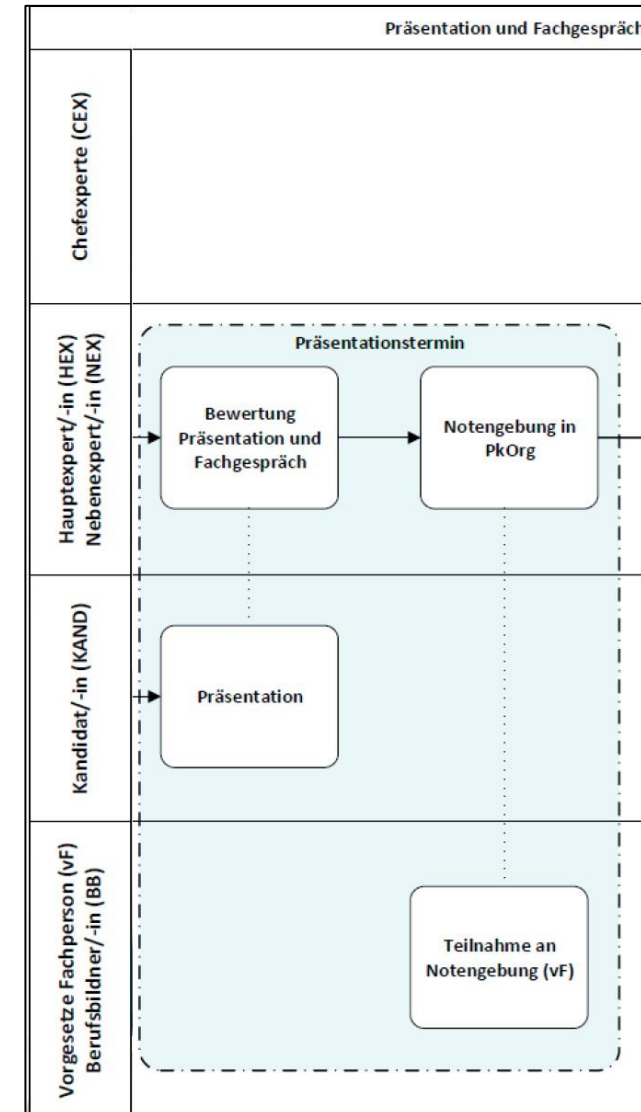 Präsentation und Fachgespräch
Chefexperte (CEX)
Hauptexpert/-in (HEX)
Nebenexpert/-in (NEX)
Präsentationstermin
Bewertung
Präsentation und
Fachgespräch
Notengebung in
PkOrg
Kandidat/-in (KAND)
Präsentation
Vorgesetze Fachperson (vF)
Berufsbildner/-in (BB)
Teilnahme an
Notengebung (vF)